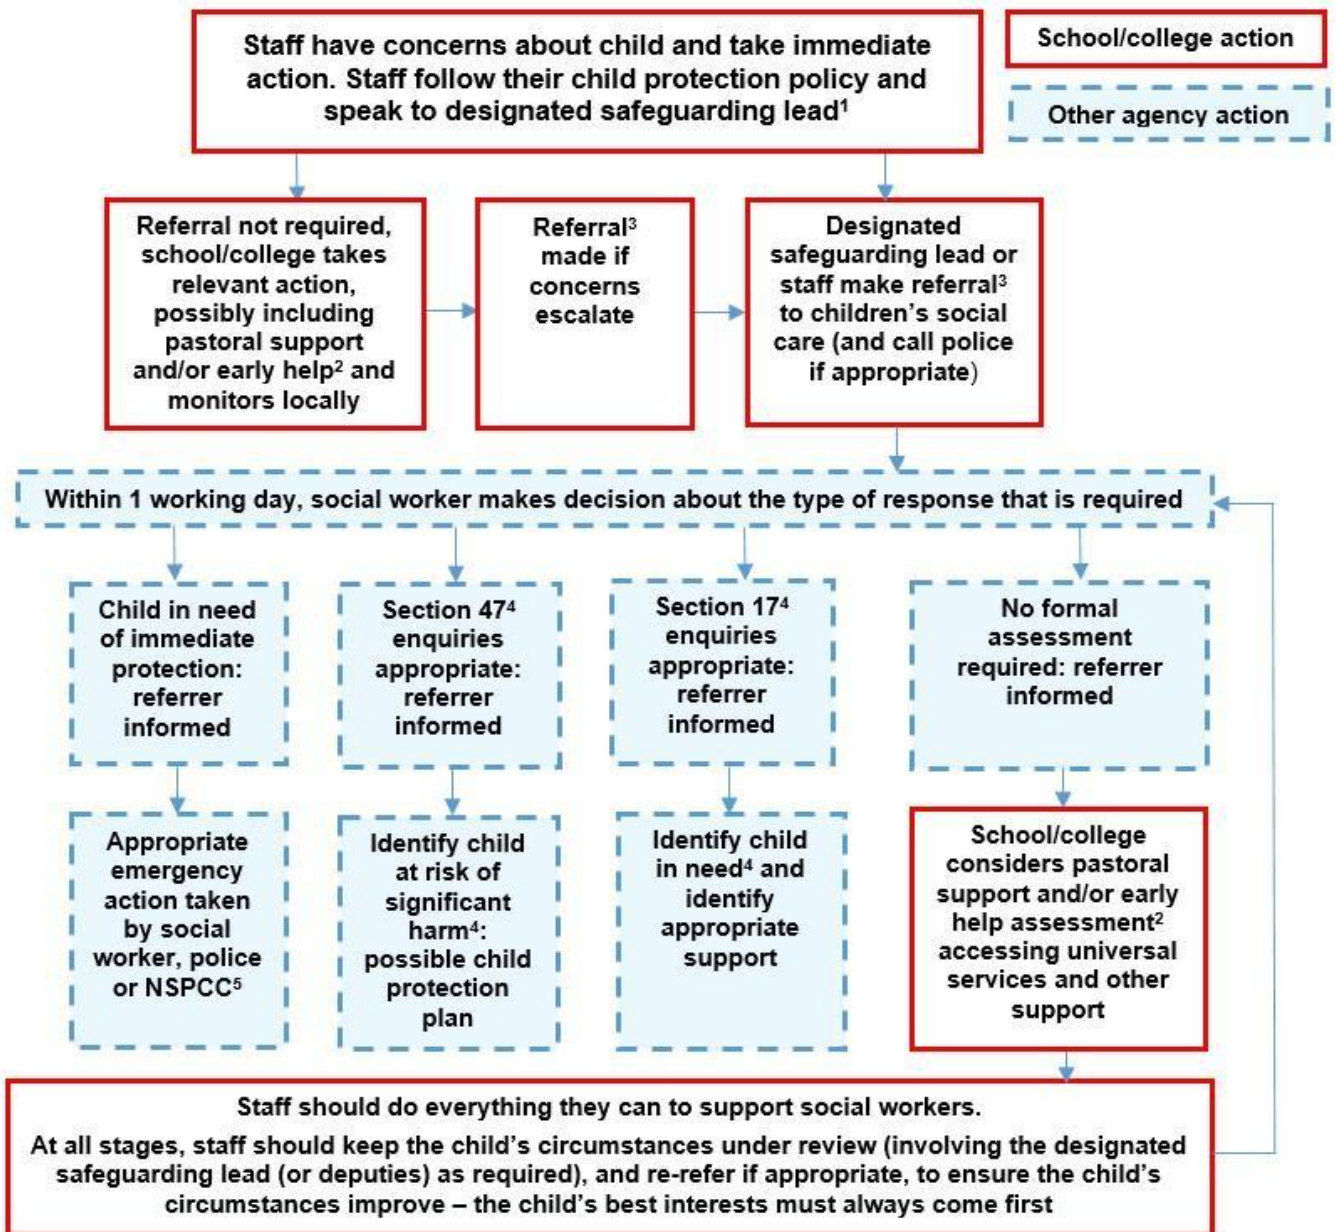 Staff have concerns about child and take immediate
action. Staff follow their child protection policy and
speak to designated safeguarding lead¹
School/college action
Other agency action
Referral not required,
school/college takes
relevant action,
possibly including
pastoral support
and/or early help² and
monitors locally
Referral³
made if
concerns
escalate
Designated
safeguarding lead or
staff make referral³
to children’s social
care (and call police
if appropriate)
Within 1 working day, social worker makes decision about the type of response that is required
Child in need
of immediate
protection:
referrer
informed
Section 47⁴
enquiries
appropriate:
referrer
informed
Section 17⁴
enquiries
appropriate:
referrer
informed
No formal
assessment
required: referrer
informed
Appropriate
emergency
action taken
by social
worker, police
or NSPCC⁵
Identify child
at risk of
significant
harm⁴:
possible child
protection
plan
Identify child
in need⁴ and
identify
appropriate
support
School/college
considers pastoral
support and/or early
help assessment²
accessing universal
services and other
support
Staff should do everything they can to support social workers.
At all stages, staff should keep the child’s circumstances under review (involving the designated
safeguarding lead (or deputies) as required), and re-refer if appropriate, to ensure the child’s
circumstances improve – the child’s best interests must always come first